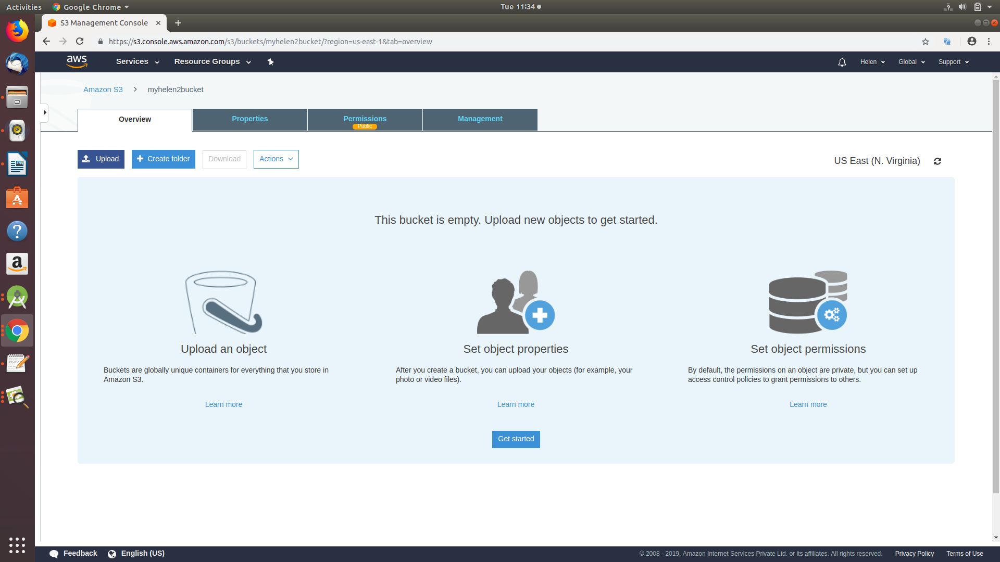 Activities
Google Chrome
Tue 11:34
S3 Management Console
https://s3.console.aws.amazon.com/s3/buckets/myhelen2bucket/?region=us-east-1&tab=overview
aws
Services
Resource Groups
Helen
Global
Support
Amazon S3
myhelen2bucket
Overview
Properties
Permissions
Public
Management
Upload
Create folder
Download
Actions
US East (N. Virginia)
This bucket is empty. Upload new objects to get started.
Upload an object
Buckets are globally unique containers for everything that you store in
Amazon S3.
Learn more
Set object properties
After you create a bucket, you can upload your objects (for example, your
photo or video files).
Learn more
Set object permissions
By default, the permissions on an object are private, but you can set up
access control policies to grant permissions to others.
Learn more
Get started
Feedback
English (US)
© 2008 - 2019, Amazon Internet Services Private Ltd. or its affiliates. All rights reserved.
Privacy Policy
Terms of Use